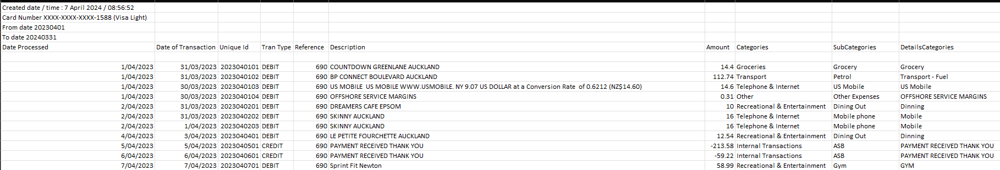 Created date / time : 7 April 2024 / 08:56:52
Card Number XXXX-XXXX-XXXX-1588 (Visa Light)
From date 20230401
To date 20240331
Date Processed Date of Transaction Unique Id Tran Type Reference Description Amount Categories SubCategories DetailsCategories
1/04/2023 31/03/2023 2023040101 DEBIT 690 COUNTDOWN GREENLANE AUCKLAND 14.4 Groceries Grocery Grocery
1/04/2023 31/03/2023 2023040102 DEBIT 690 BP CONNECT BOULEVARD AUCKLAND 112.74 Transport Petrol Transport - Fuel
1/04/2023 30/03/2023 2023040103 DEBIT 690 US MOBILE  US MOBILE WWW.USMOBILE. NY 9.07 US DOLLAR at a Conversion Rate  of 0.6212 (NZ$14.60) 14.6 Telephone & Internet US Mobile US Mobile
1/04/2023 30/03/2023 2023040104 DEBIT 690 OFFSHORE SERVICE MARGINS 0.31 Other Other Expenses OFFSHORE SERVICE MARGINS
2/04/2023 31/03/2023 2023040201 DEBIT 690 DREAMERS CAFE EPSOM 10 Recreational & Entertainment Dining Out Dinning
2/04/2023 31/03/2023 2023040202 DEBIT 690 SKINNY AUCKLAND 16 Telephone & Internet Mobile phone Mobile
2/04/2023 1/04/2023 2023040203 DEBIT 690 SKINNY AUCKLAND 16 Telephone & Internet Mobile phone Mobile
4/04/2023 3/04/2023 2023040401 DEBIT 690 LE PETITE FOURCHETTE AUCKLAND 12.54 Recreational & Entertainment Dining Out Dinning
5/04/2023 5/04/2023 2023040501 CREDIT 690 PAYMENT RECEIVED THANK YOU -213.58 Internal Transactions ASB PAYMENT RECEIVED THANK YOU
6/04/2023 6/04/2023 2023040601 CREDIT 690 PAYMENT RECEIVED THANK YOU -59.22 Internal Transactions ASB PAYMENT RECEIVED THANK YOU
7/04/2023 7/04/2023 2023040701 DEBIT 690 Sprint Fit Newton 58.99 Recreational & Entertainment Gym GYM